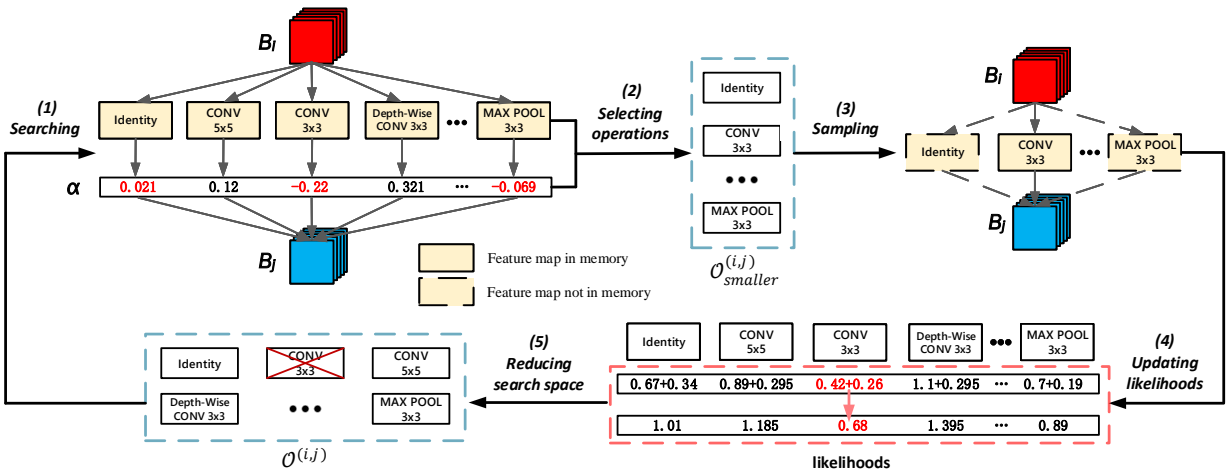 B_i
(1)
Searching
Identity
CONV
5x5
CONV
3x3
Depth-Wise
CONV 3x3
•••
MAX POOL
3x3
α
0.021 0.12 -0.22 0.321 ··· -0.069
B_j
Feature map in memory
Feature map not in memory
(2)
Selecting
operations
Identity
CONV
3x3
•••
MAX POOL
3x3
𝒪^{(i,j)}_{smaller}
(3)
Sampling
B_i
Identity
CONV
3x3
•••
MAX POOL
3x3
B_j
(4)
Updating
likelihoods
Identity
CONV
5x5
CONV
3x3
Depth-Wise
CONV 3x3
•••
MAX POOL
3x3
0.67+0.34 0.89+0.295 0.42+0.26 1.1+0.295 ··· 0.7+0.19
1.01 1.185 0.68 1.395 ··· 0.89
likelihoods
(5)
Reducing
search space
Identity
CONV
3x3
CONV
5x5
Depth-Wise
CONV 3x3
•••
MAX POOL
3x3
𝒪^{(i,j)}